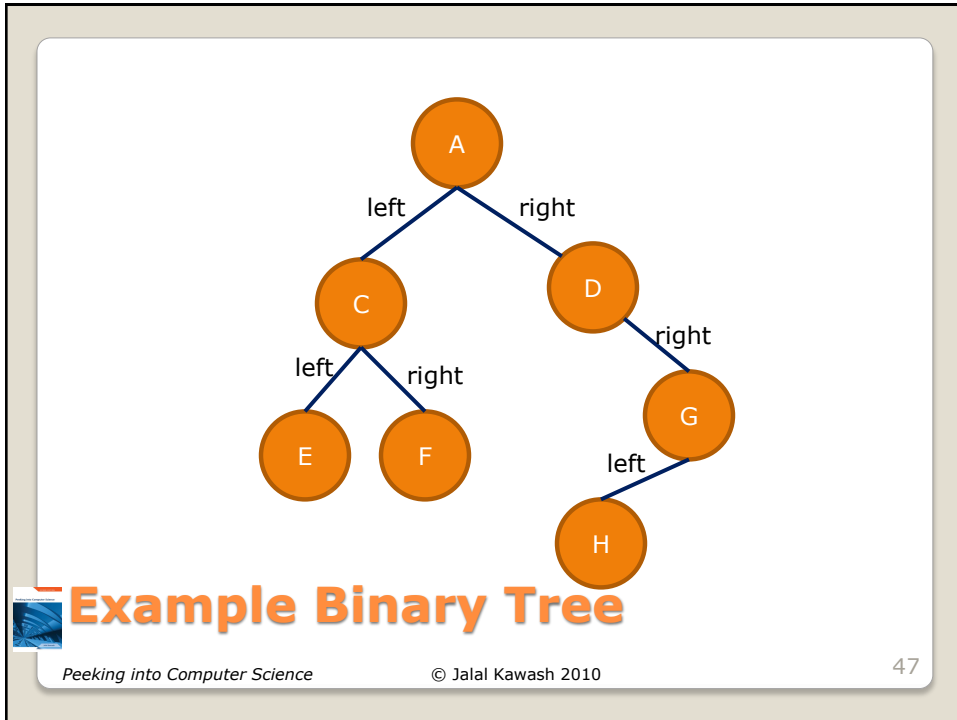 A
left
right
C
D
left
right
right
E
F
G
left
H
Example Binary Tree
Peeking into Computer Science
© Jalal Kawash 2010
47